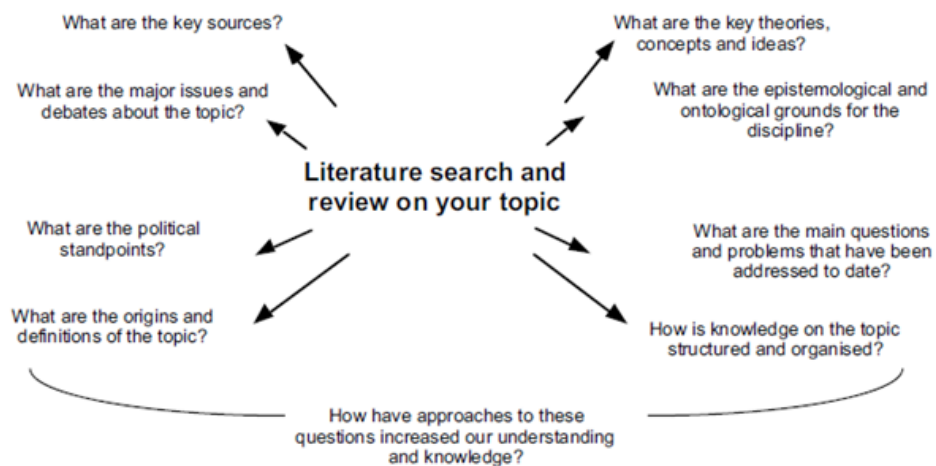 What are the key sources?
What are the key theories,
concepts and ideas?
What are the major issues and
debates about the topic?
What are the epistemological and
ontological grounds for the
discipline?
Literature search and
review on your topic
What are the political
standpoints?
What are the main questions
and problems that have been
addressed to date?
What are the origins and
definitions of the topic?
How is knowledge on the topic
structured and organised?
How have approaches to these
questions increased our understanding
and knowledge?